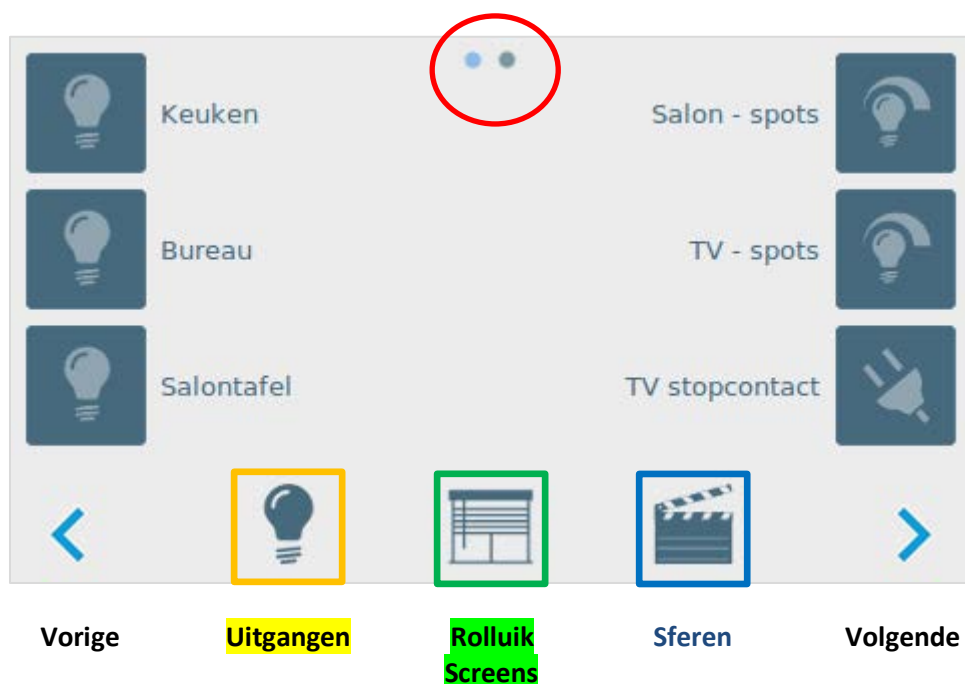 Keuken
Salon - spots
Bureau
TV - spots
Salontafel
TV stopcontact
Vorige
Uitgangen
Rolluik
Screens
Sferen
Volgende